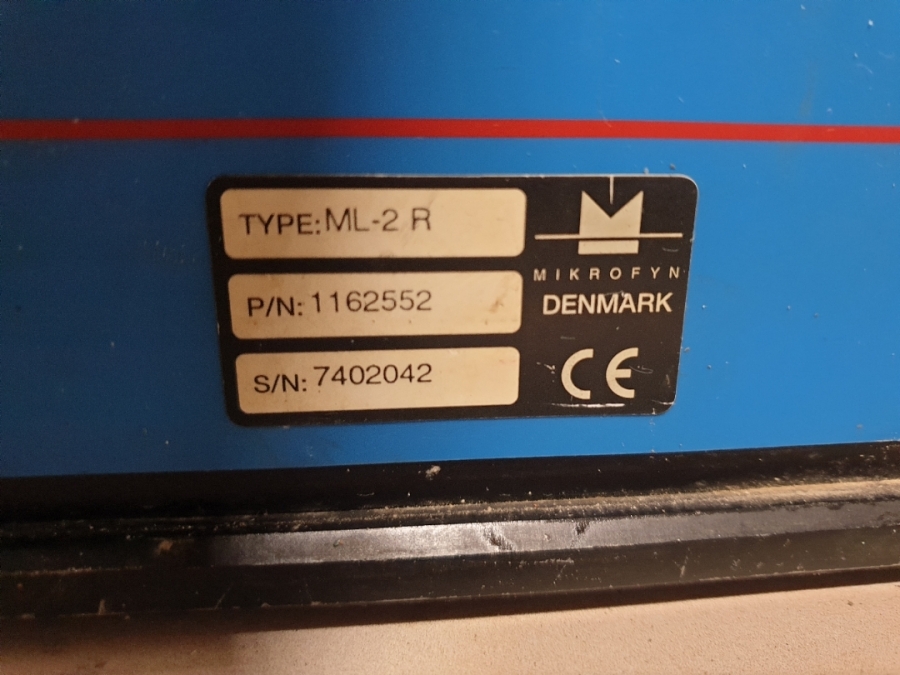 TYPE: ML-2 R
P/N: 1162552
S/N: 7402042
M
MIKROFYN
DENMARK
CE